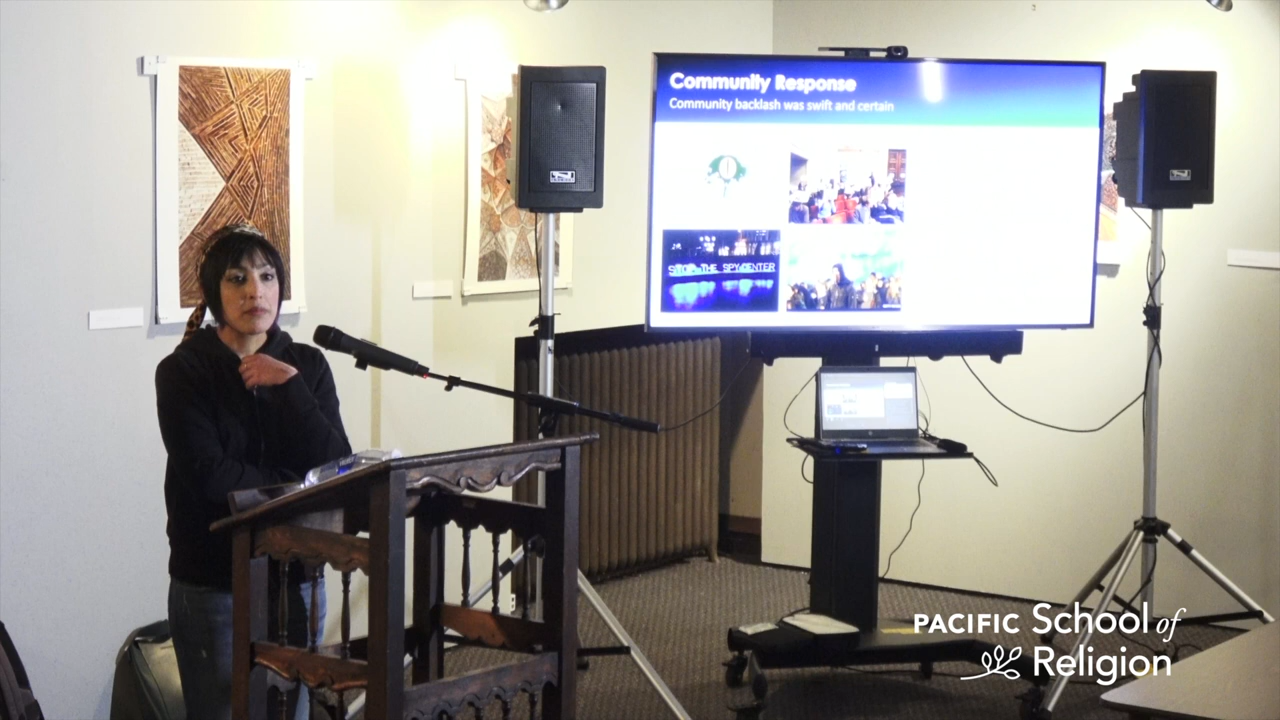 Community Response
Community backlash was swift and certain
STOP THE SPY CENTER
PACIFIC School of
Religion